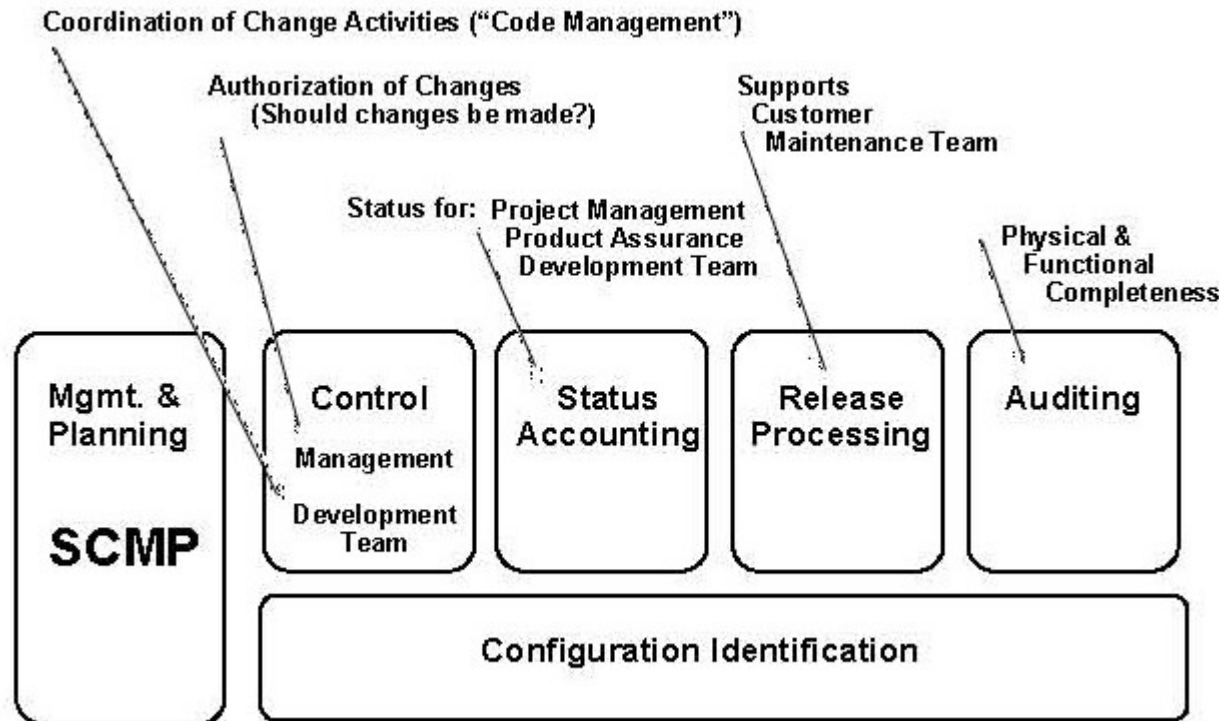 Coordination of Change Activities (“Code Management”)
Authorization of Changes
(Should changes be made?)
Supports
Customer
Maintenance Team
Status for: Project Management
Product Assurance
Development Team
Physical &
Functional
Completeness
Mgmt. &
Planning
SCMP
Control
Management
Development
Team
Status
Accounting
Release
Processing
Auditing
Configuration Identification